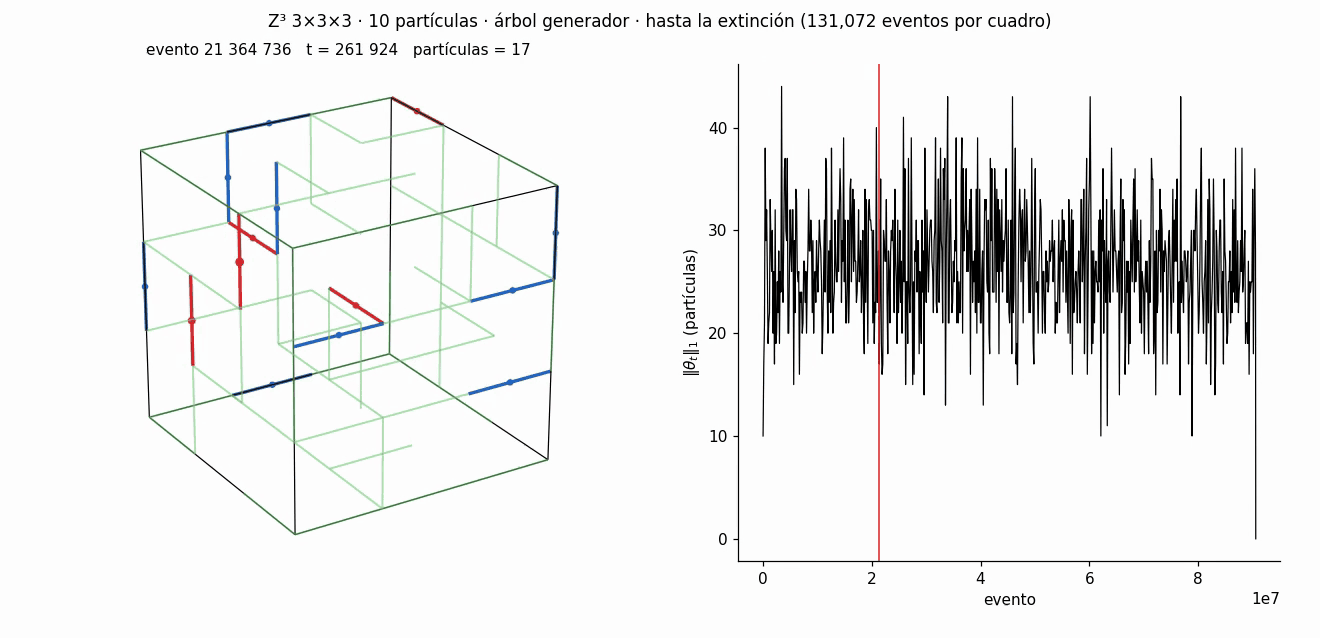 Z³ 3×3×3 · 10 partículas · árbol generador · hasta la extinción (131,072 eventos por cuadro)
evento 21 364 736   t = 261 924   partículas = 17
‖θₜ‖₁ (partículas)
40
30
20
10
0
0 2 4 6 8
evento
1e7